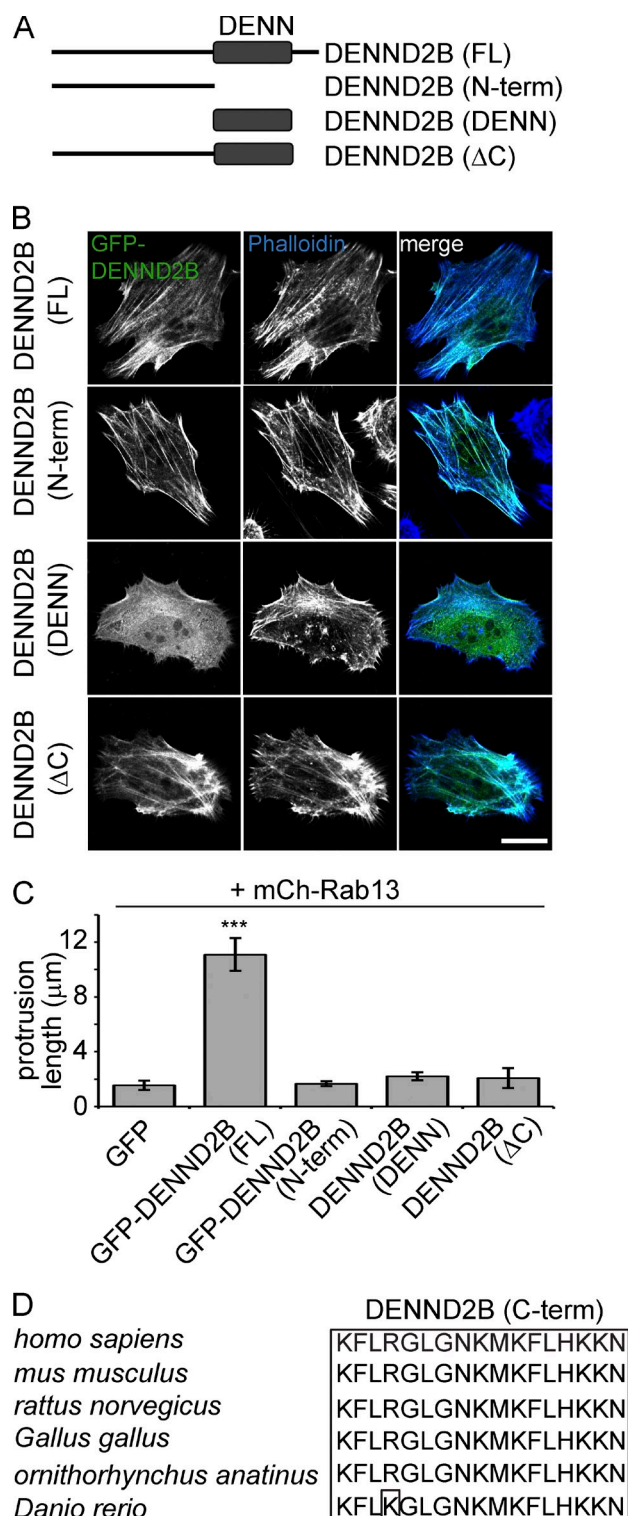 A
DENN
DENND2B (FL)
DENND2B (N-term)
DENND2B (DENN)
DENND2B (ΔC)
B
GFP-DENND2B
Phalloidin
merge
DENND2B (FL)
DENND2B (N-term)
DENND2B (DENN)
DENND2B (ΔC)
C
+ mCh-Rab13
***
protrusion length (μm)
12
8
4
0
GFP
GFP-DENND2B (FL)
GFP-DENND2B (N-term)
DENND2B (DENN)
DENND2B (ΔC)
D
DENND2B (C-term)
homo sapiens KFLRGLGNKMKFLHKKN
mus musculus KFLRGLGNKMKFLHKKN
rattus norvegicus KFLRGLGNKMKFLHKKN
Gallus gallus KFLRGLGNKMKFLHKKN
ornithorhynchus anatinus KFLRGLGNKMKFLHKKN
Danio rerio KFLKGLGNKMKFLHKKN